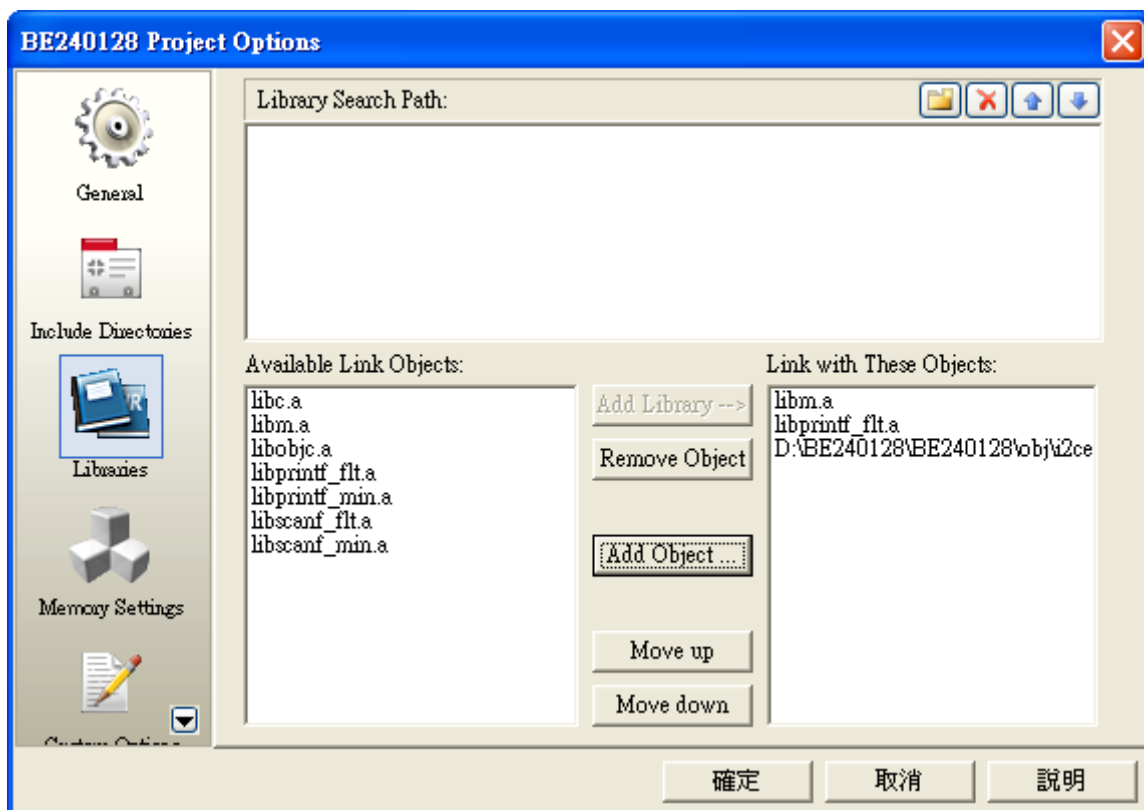 BE240128 Project Options
General
Include Directories
Libraries
Memory Settings
Custom Options
Library Search Path:
Available Link Objects:
libc.a
libm.a
libobjc.a
libprintf_flt.a
libprintf_min.a
libscanf_flt.a
libscanf_min.a
Add Library -->
Remove Object
Add Object ...
Move up
Move down
Link with These Objects:
libm.a
libprintf_flt.a
D:\BE240128\BE240128\obj\i2ce
確定
取消
說明